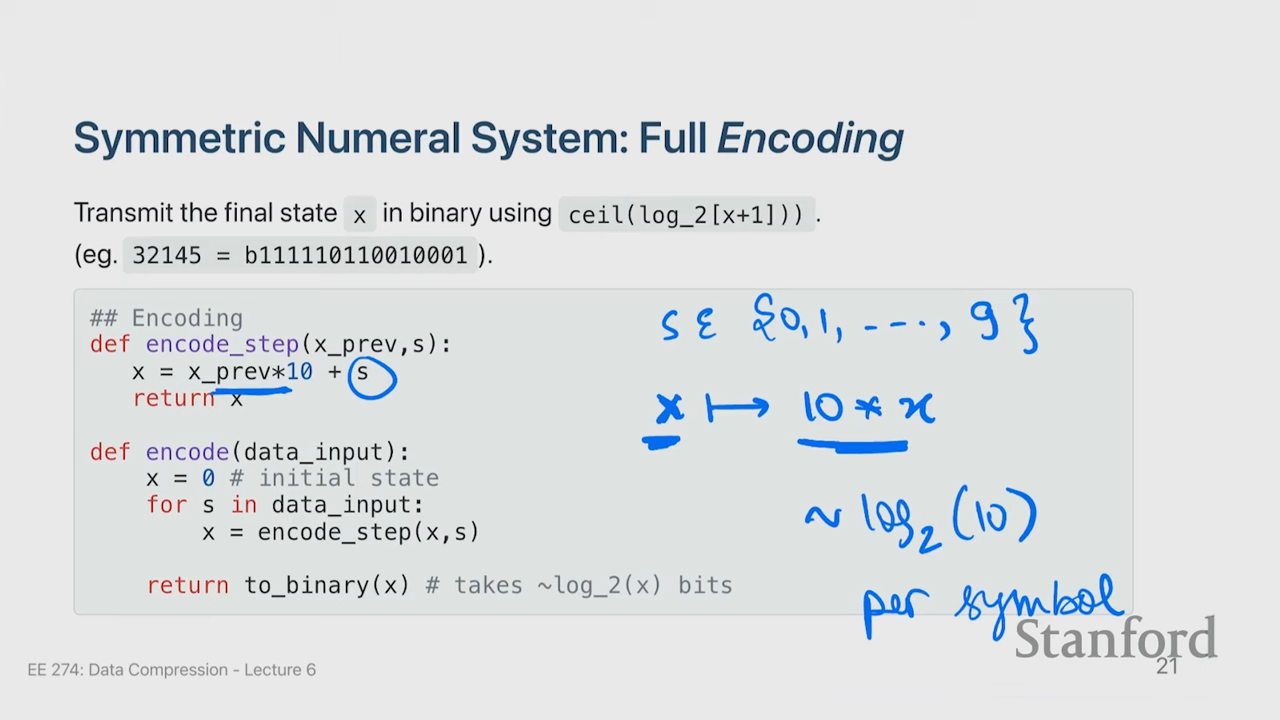 Symmetric Numeral System: Full Encoding
Transmit the final state x in binary using ceil(log_2[x+1])) .
(eg. 32145 = b111110110010001 ).
## Encoding
def encode_step(x_prev,s):
x = x_prev*10 + s
return x
def encode(data_input):
x = 0 # initial state
for s in data_input:
x = encode_step(x,s)
return to_binary(x) # takes ~log_2(x) bits
s ε {0, 1, ----, 9}
x ↦ 10 * x
~ log₂ (10)
per symbol
Stanford
EE 274: Data Compression - Lecture 6
21